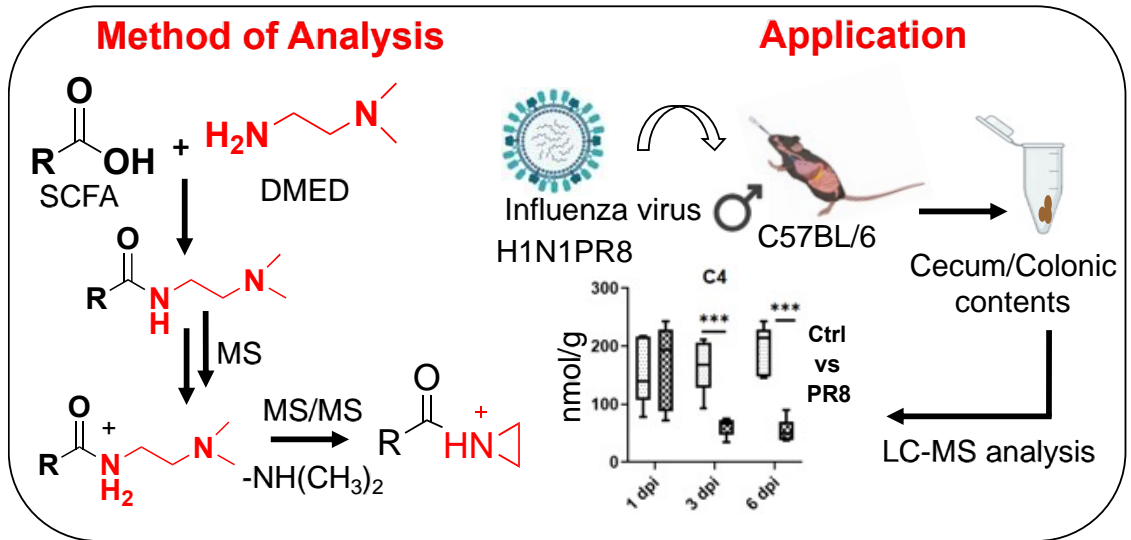 Method of Analysis
O
R
OH
SCFA
+
H₂N
N
DMED
O
R
N
H
N
MS
O
+
R
N
H₂
N
MS/MS
-NH(CH₃)₂
O
R
+
HN
Application
Influenza virus
H1N1PR8
C57BL/6
Cecum/Colonic
contents
LC-MS analysis
C4
nmol/g
300
200
100
0
***
***
Ctrl
vs
PR8
1 dpi
3 dpi
6 dpi